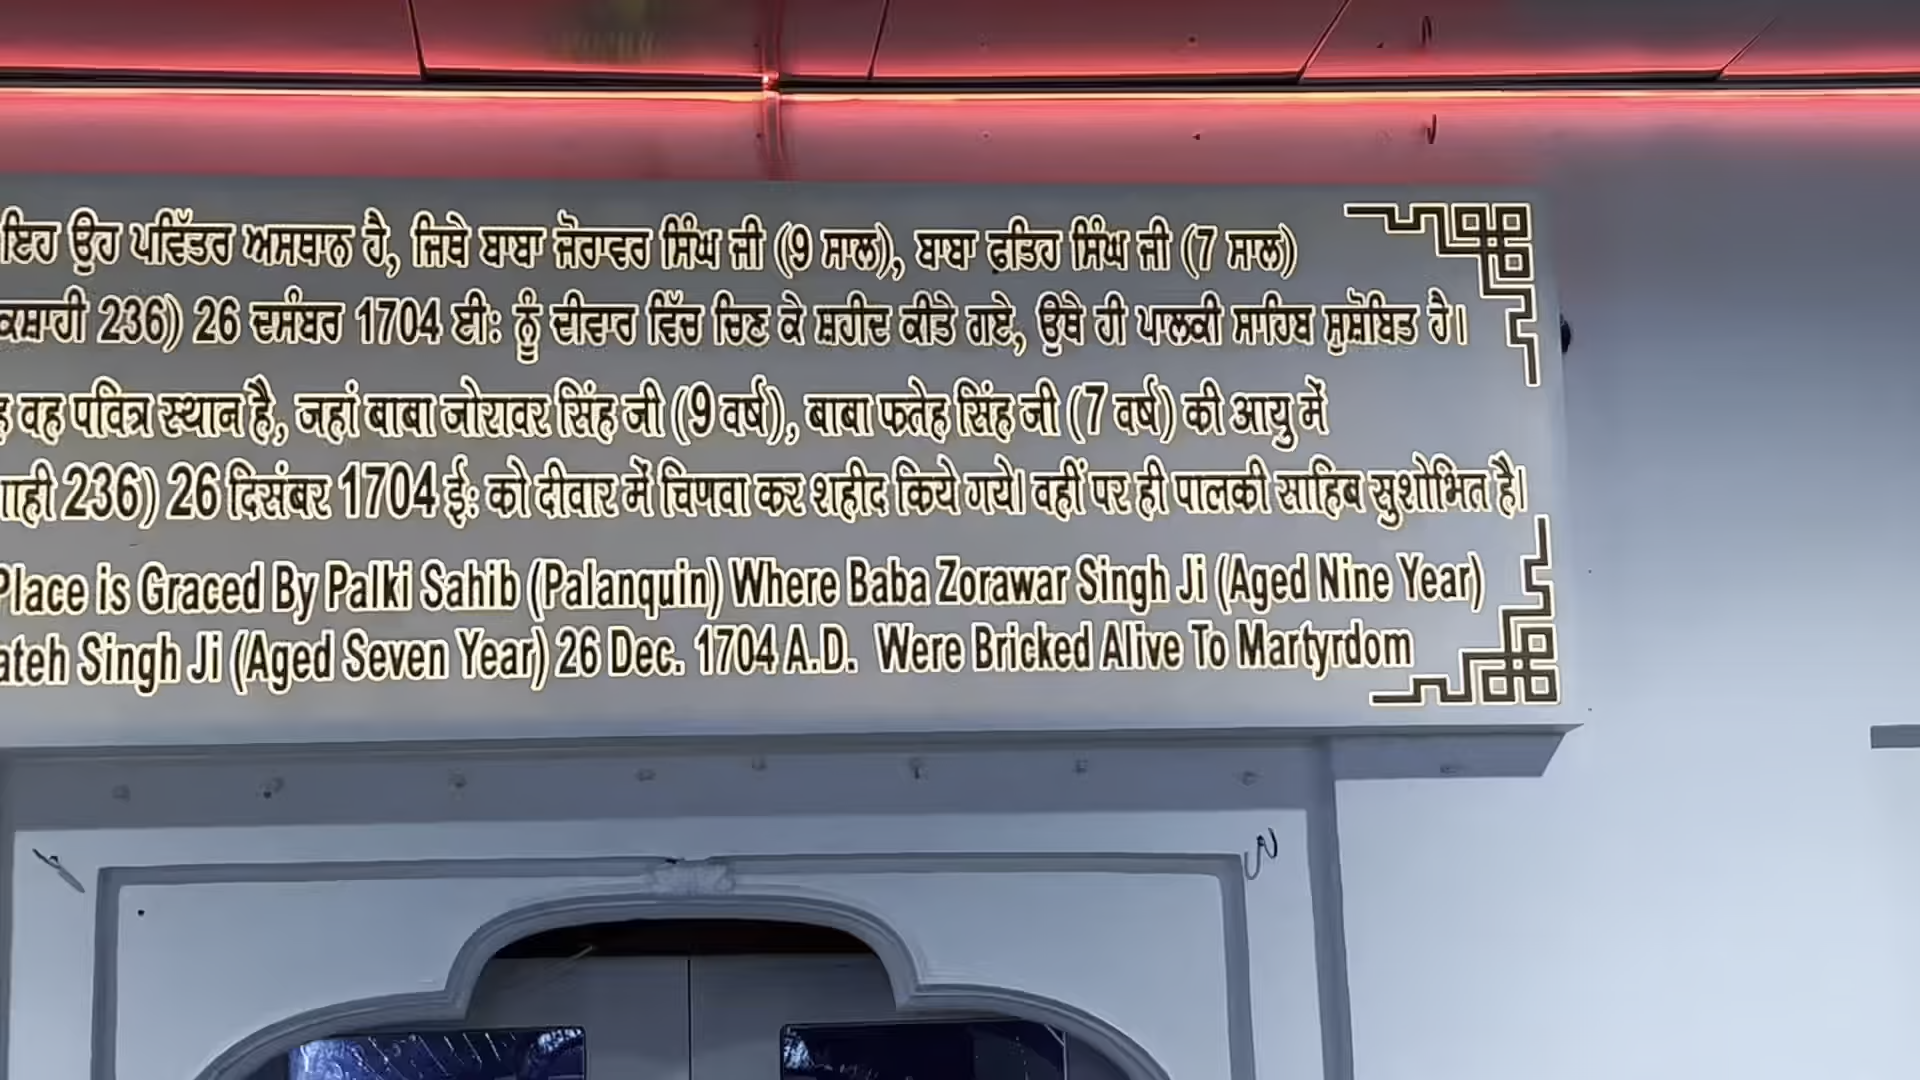 ਇਹ ਉਹ ਪਵਿੱਤਰ ਅਸਥਾਨ ਹੈ, ਜਿਥੇ ਬਾਬਾ ਜੋਰਾਵਰ ਸਿੰਘ ਜੀ (9 ਸਾਲ), ਬਾਬਾ ਫਤਿਹ ਸਿੰਘ ਜੀ (7 ਸਾਲ)
236) 26 ਦਸੰਬਰ 1704 ਈਃ ਨੂੰ ਦੀਵਾਰ ਵਿੱਚ ਚਿਣ ਕੇ ਸ਼ਹੀਦ ਕੀਤੇ ਗਏ, ਉਥੇ ਹੀ ਪਾਲਕੀ ਸਾਹਿਬ ਸੁਸ਼ੋਭਿਤ ਹੈ।
वह पवित्र स्थान है, जहां बाबा जोरावर सिंह जी (9 वर्ष), बाबा फतेह सिंह जी (7 वर्ष) की आयु में
236) 26 दिसंबर 1704 ई: को दीवार में चिणवा कर शहीद किये गये। वहीं पर ही पालकी साहिब सुशोभित है।
Place is Graced By Palki Sahib (Palanquin) Where Baba Zorawar Singh Ji (Aged Nine Year)
Singh Ji (Aged Seven Year) 26 Dec. 1704 A.D. Were Bricked Alive To Martyrdom